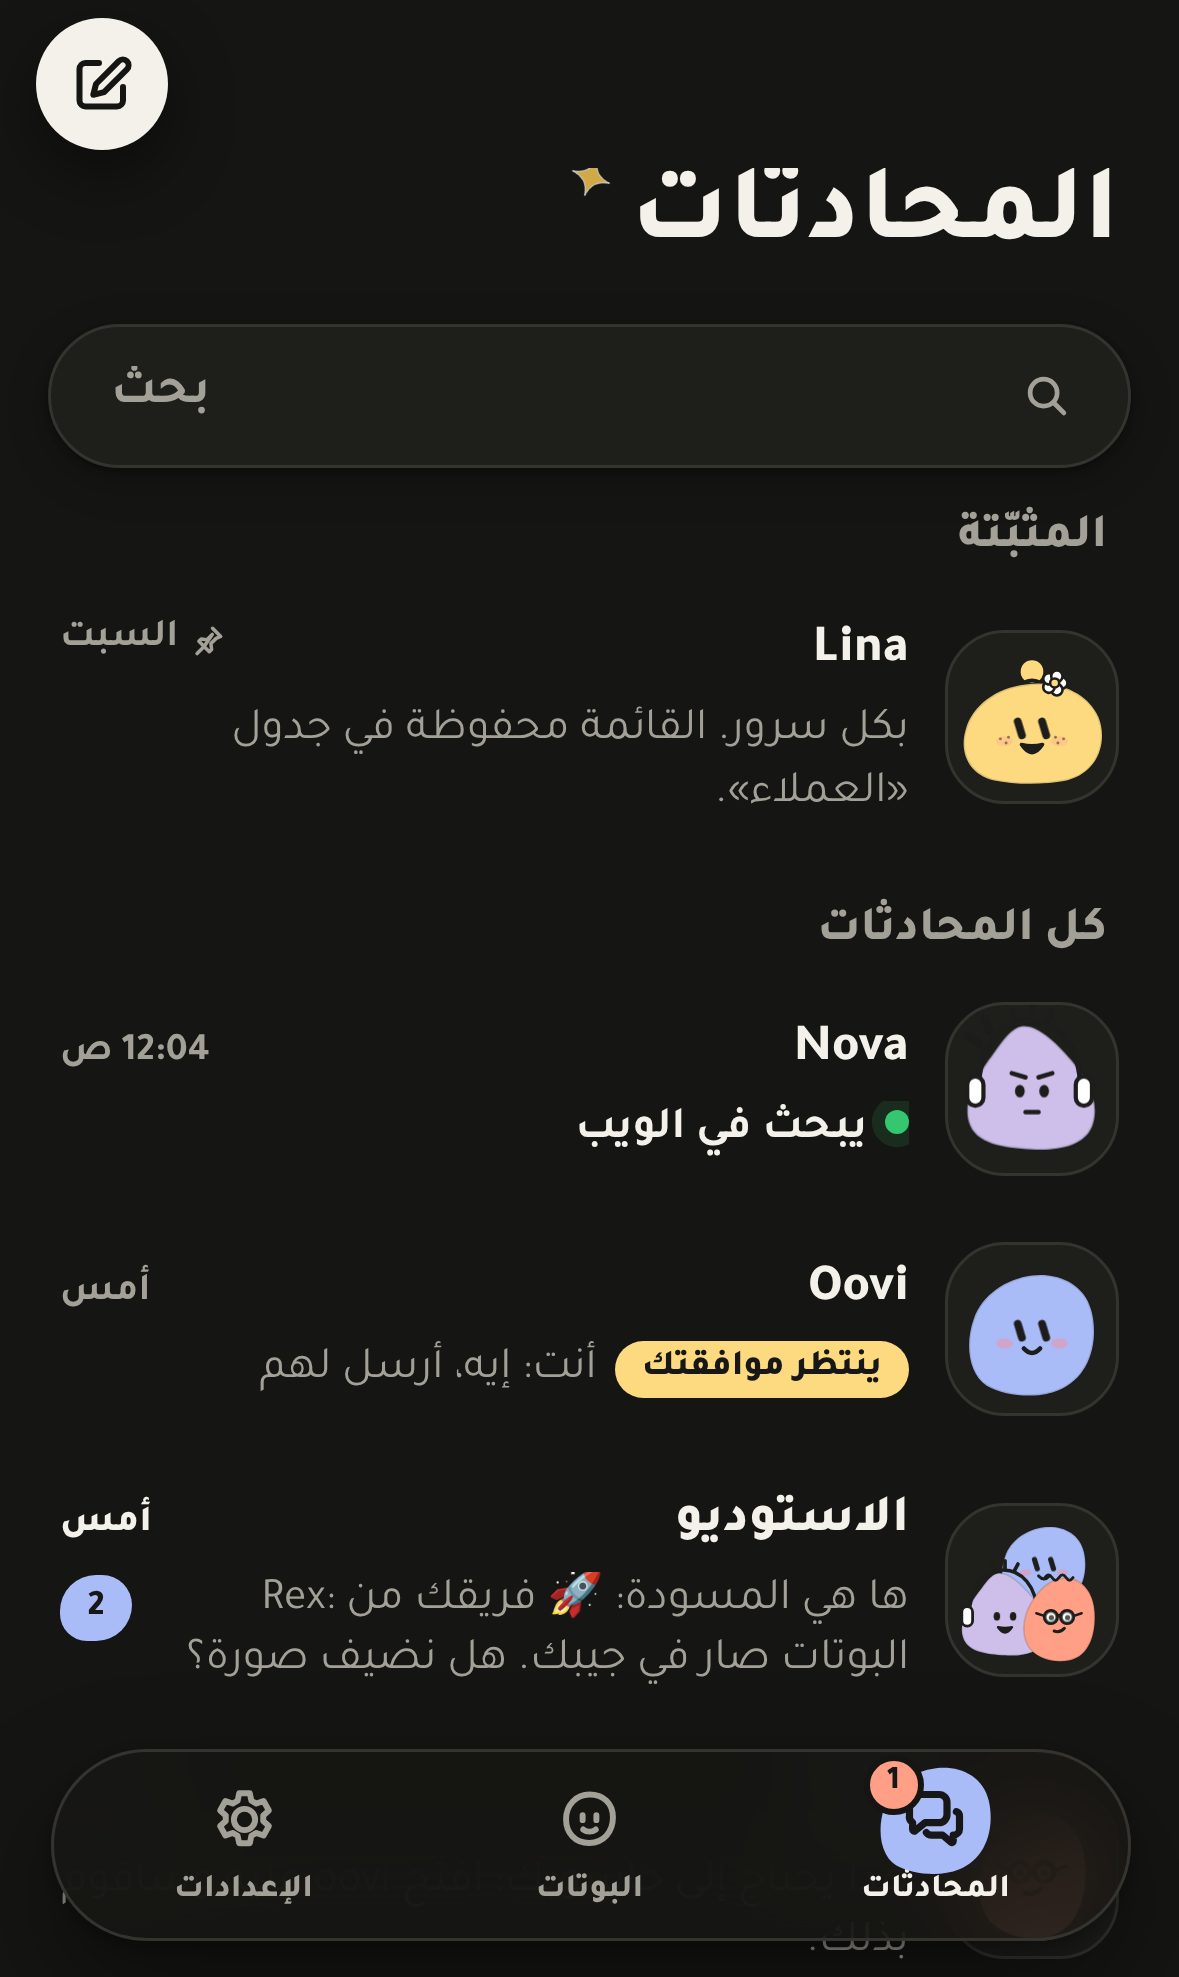 المحادثات
بحث
المثبّتة
Lina
السبت
بكل سرور. القائمة محفوظة في جدول
«العملاء».
كل المحادثات
Nova
12:04 ص
يبحث في الويب
Oovi
أمس
ينتظر موافقتك
أنت: إيه، أرسل لهم
الاستوديو
أمس
ها هي المسودة: 🚀 فريقك من :Rex
البوتات صار في جيبك. هل نضيف صورة؟
2
1
المحادثات
البوتات
الإعدادات
بذلك.